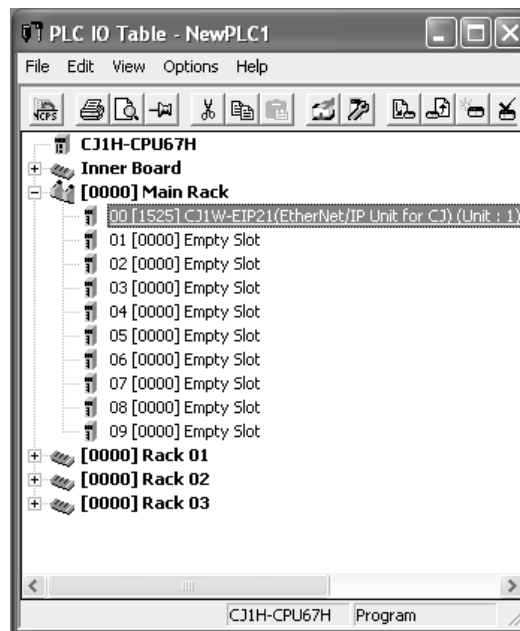 PLC IO Table - NewPLC1
File Edit View Options Help
CPS
CJ1H-CPU67H
Inner Board
[0000] Main Rack
00 [1525] CJ1W-EIP21(EtherNet/IP Unit for CJ) (Unit : 1)
01 [0000] Empty Slot
02 [0000] Empty Slot
03 [0000] Empty Slot
04 [0000] Empty Slot
05 [0000] Empty Slot
06 [0000] Empty Slot
07 [0000] Empty Slot
08 [0000] Empty Slot
09 [0000] Empty Slot
[0000] Rack 01
[0000] Rack 02
[0000] Rack 03
CJ1H-CPU67H Program